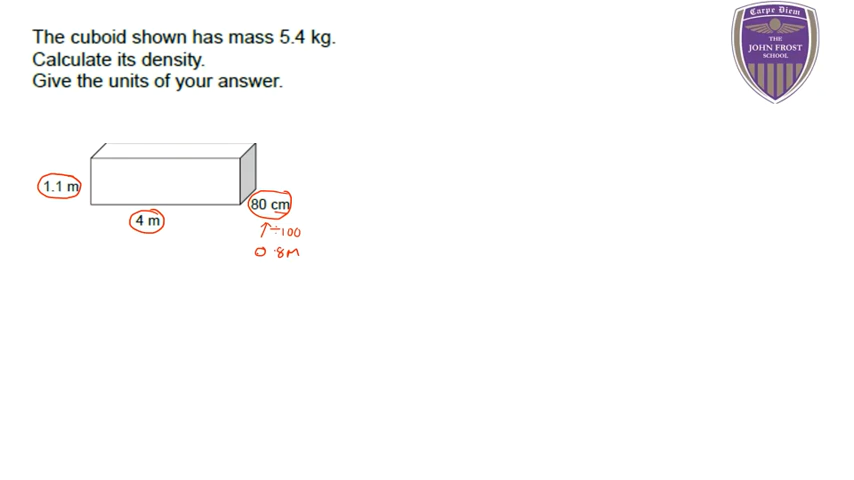 Carpe Diem
THE
JOHN FROST
SCHOOL
The cuboid shown has mass 5.4 kg.
Calculate its density.
Give the units of your answer.
1.1 m
80 cm
4 m
÷100
0.8m